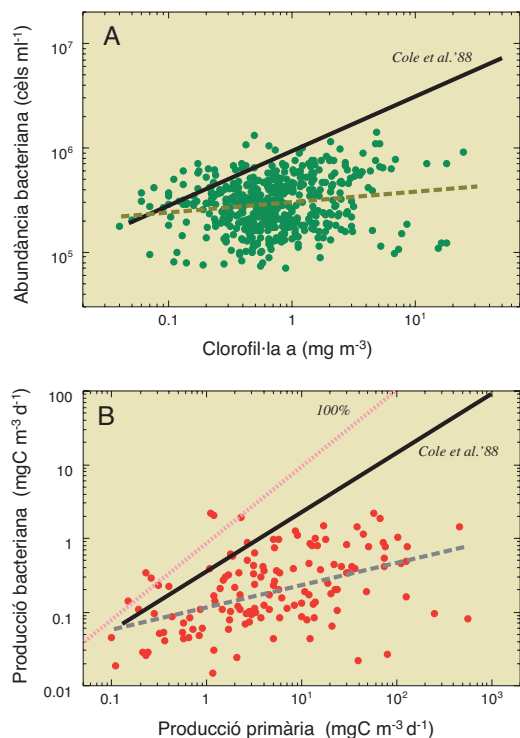 A
Abundància bacteriana (cèls ml⁻¹)
10⁷
10⁶
10⁵
Cole et al.'88
0.1
1
10¹
Clorofil·la a (mg m⁻³)
B
Producció bacteriana (mgC m⁻³ d⁻¹)
100
10
1
0.1
0.01
100%
Cole et al.'88
0.1
1
10¹
10²
10³
Producció primària (mgC m⁻³ d⁻¹)